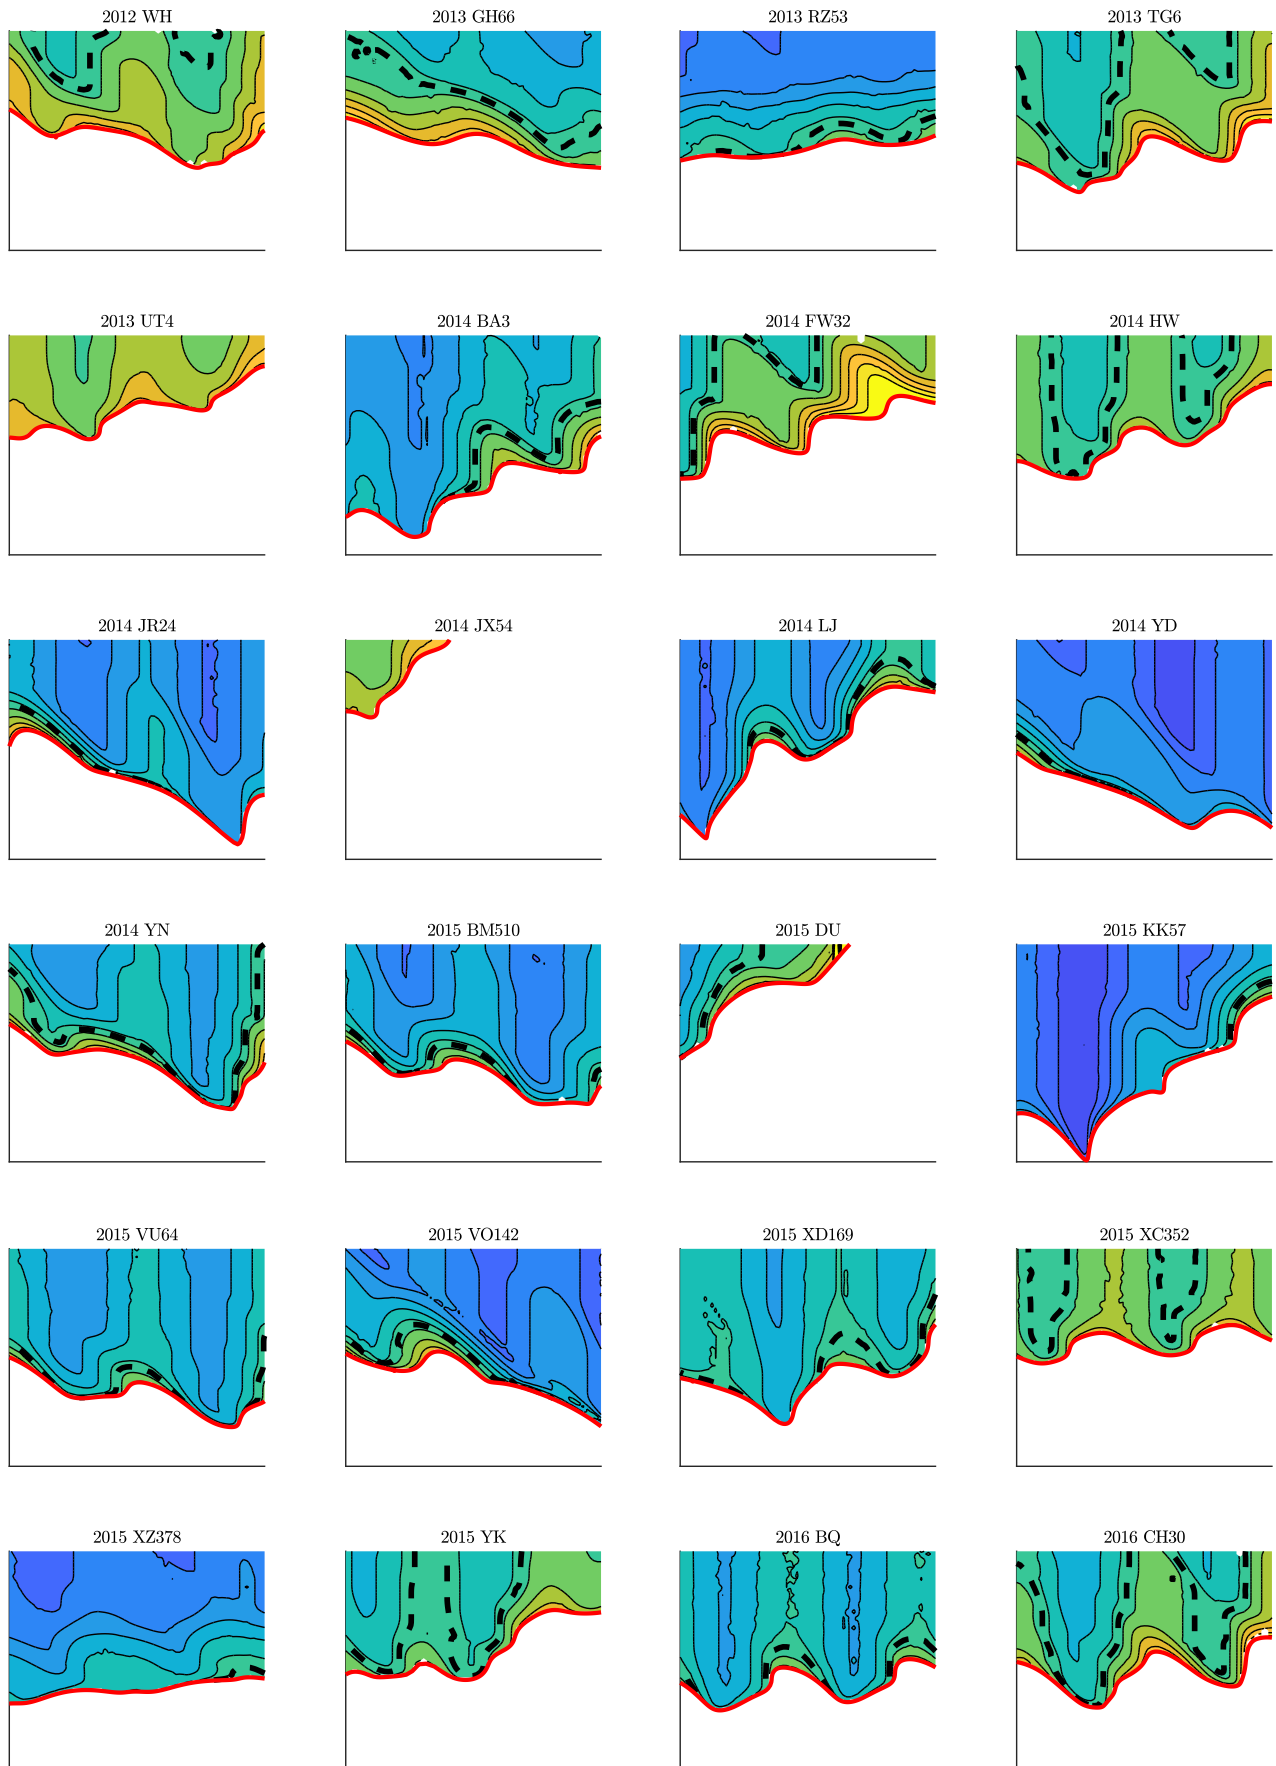 2012 WH
2013 GH66
2013 RZ53
2013 TG6
2013 UT4
2014 BA3
2014 FW32
2014 HW
2014 JR24
2014 JX54
2014 LJ
2014 YD
2014 YN
2015 BM510
2015 DU
2015 KK57
2015 VU64
2015 VO142
2015 XD169
2015 XC352
2015 XZ378
2015 YK
2016 BQ
2016 CH30